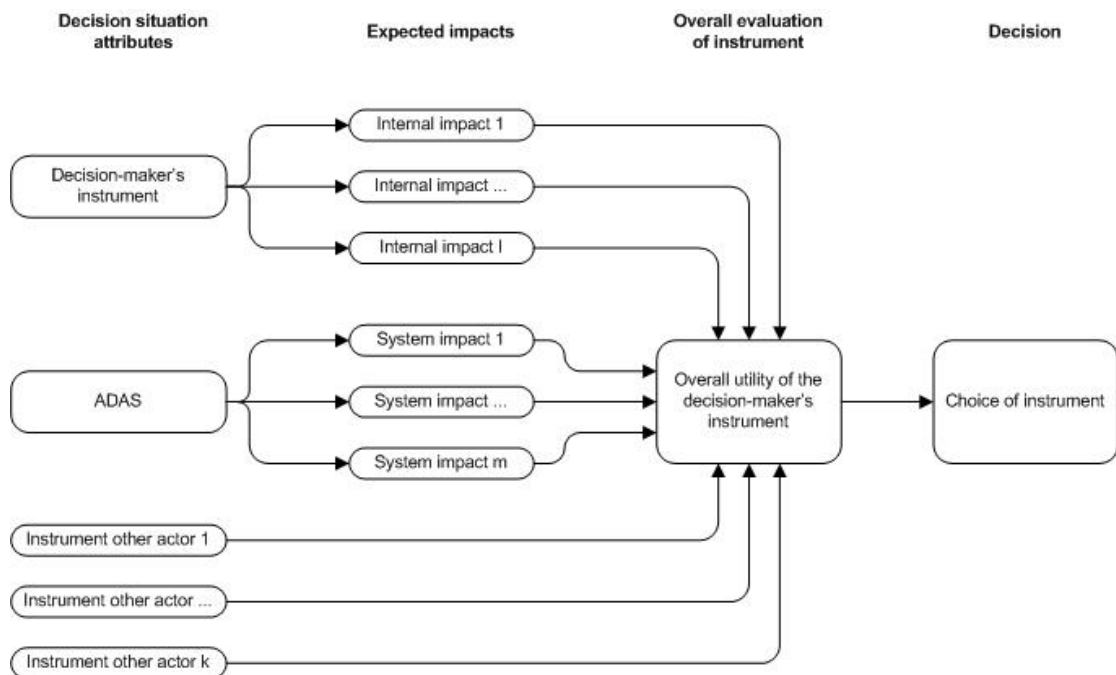 Decision situation
attributes
Expected impacts
Overall evaluation
of instrument
Decision
Internal impact 1
Decision-maker's
instrument
Internal impact ...
Internal impact l
System impact 1
ADAS
System impact ...
System impact m
Overall utility of the
decision-maker's
instrument
Choice of instrument
Instrument other actor 1
Instrument other actor ...
Instrument other actor k